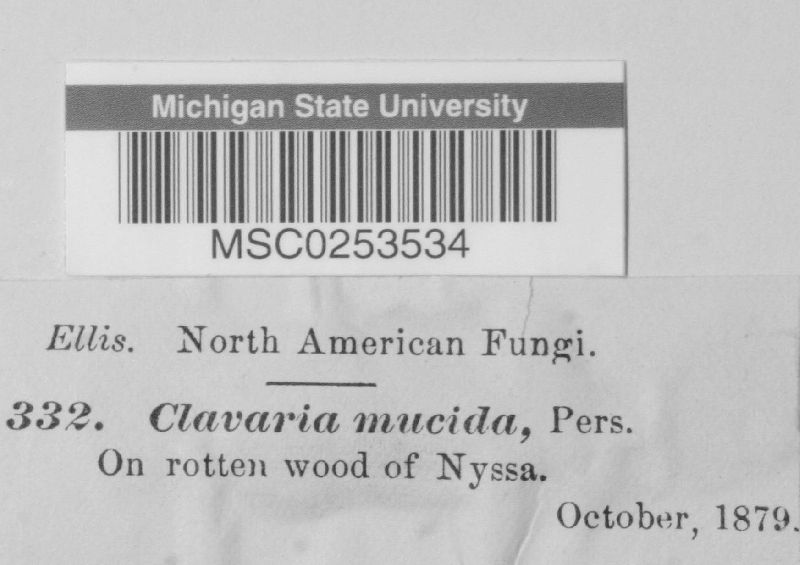 Michigan State University
MSC0253534
Ellis. North American Fungi.
332. Clavaria mucida, Pers.
On rotten wood of Nyssa.
October, 1879.